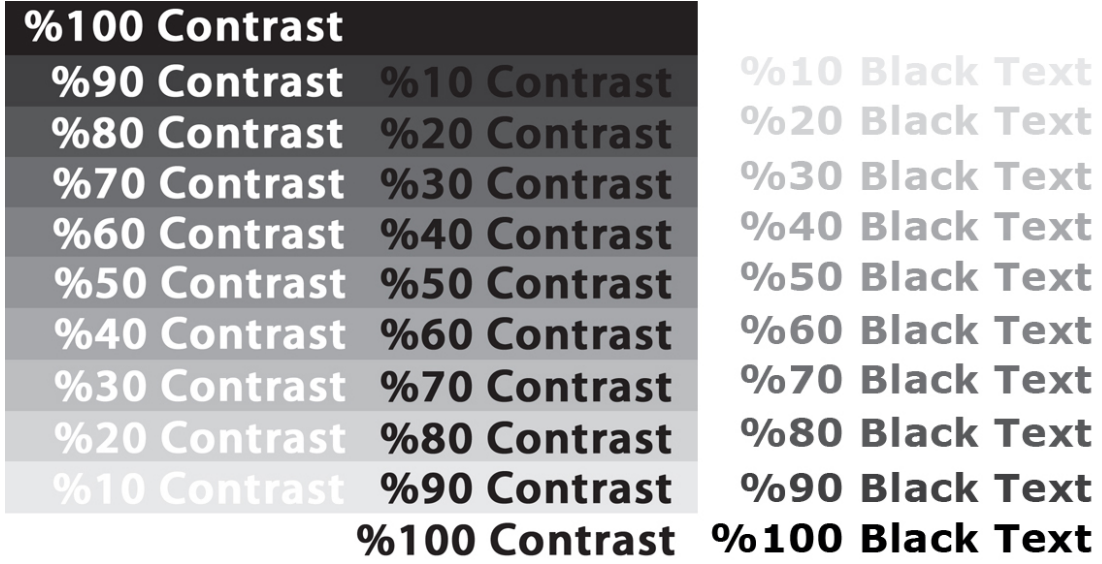 %100 Contrast
%90 Contrast %10 Contrast %10 Black Text
%80 Contrast %20 Contrast %20 Black Text
%70 Contrast %30 Contrast %30 Black Text
%60 Contrast %40 Contrast %40 Black Text
%50 Contrast %50 Contrast %50 Black Text
%40 Contrast %60 Contrast %60 Black Text
%30 Contrast %70 Contrast %70 Black Text
%20 Contrast %80 Contrast %80 Black Text
%10 Contrast %90 Contrast %90 Black Text
%100 Contrast %100 Black Text